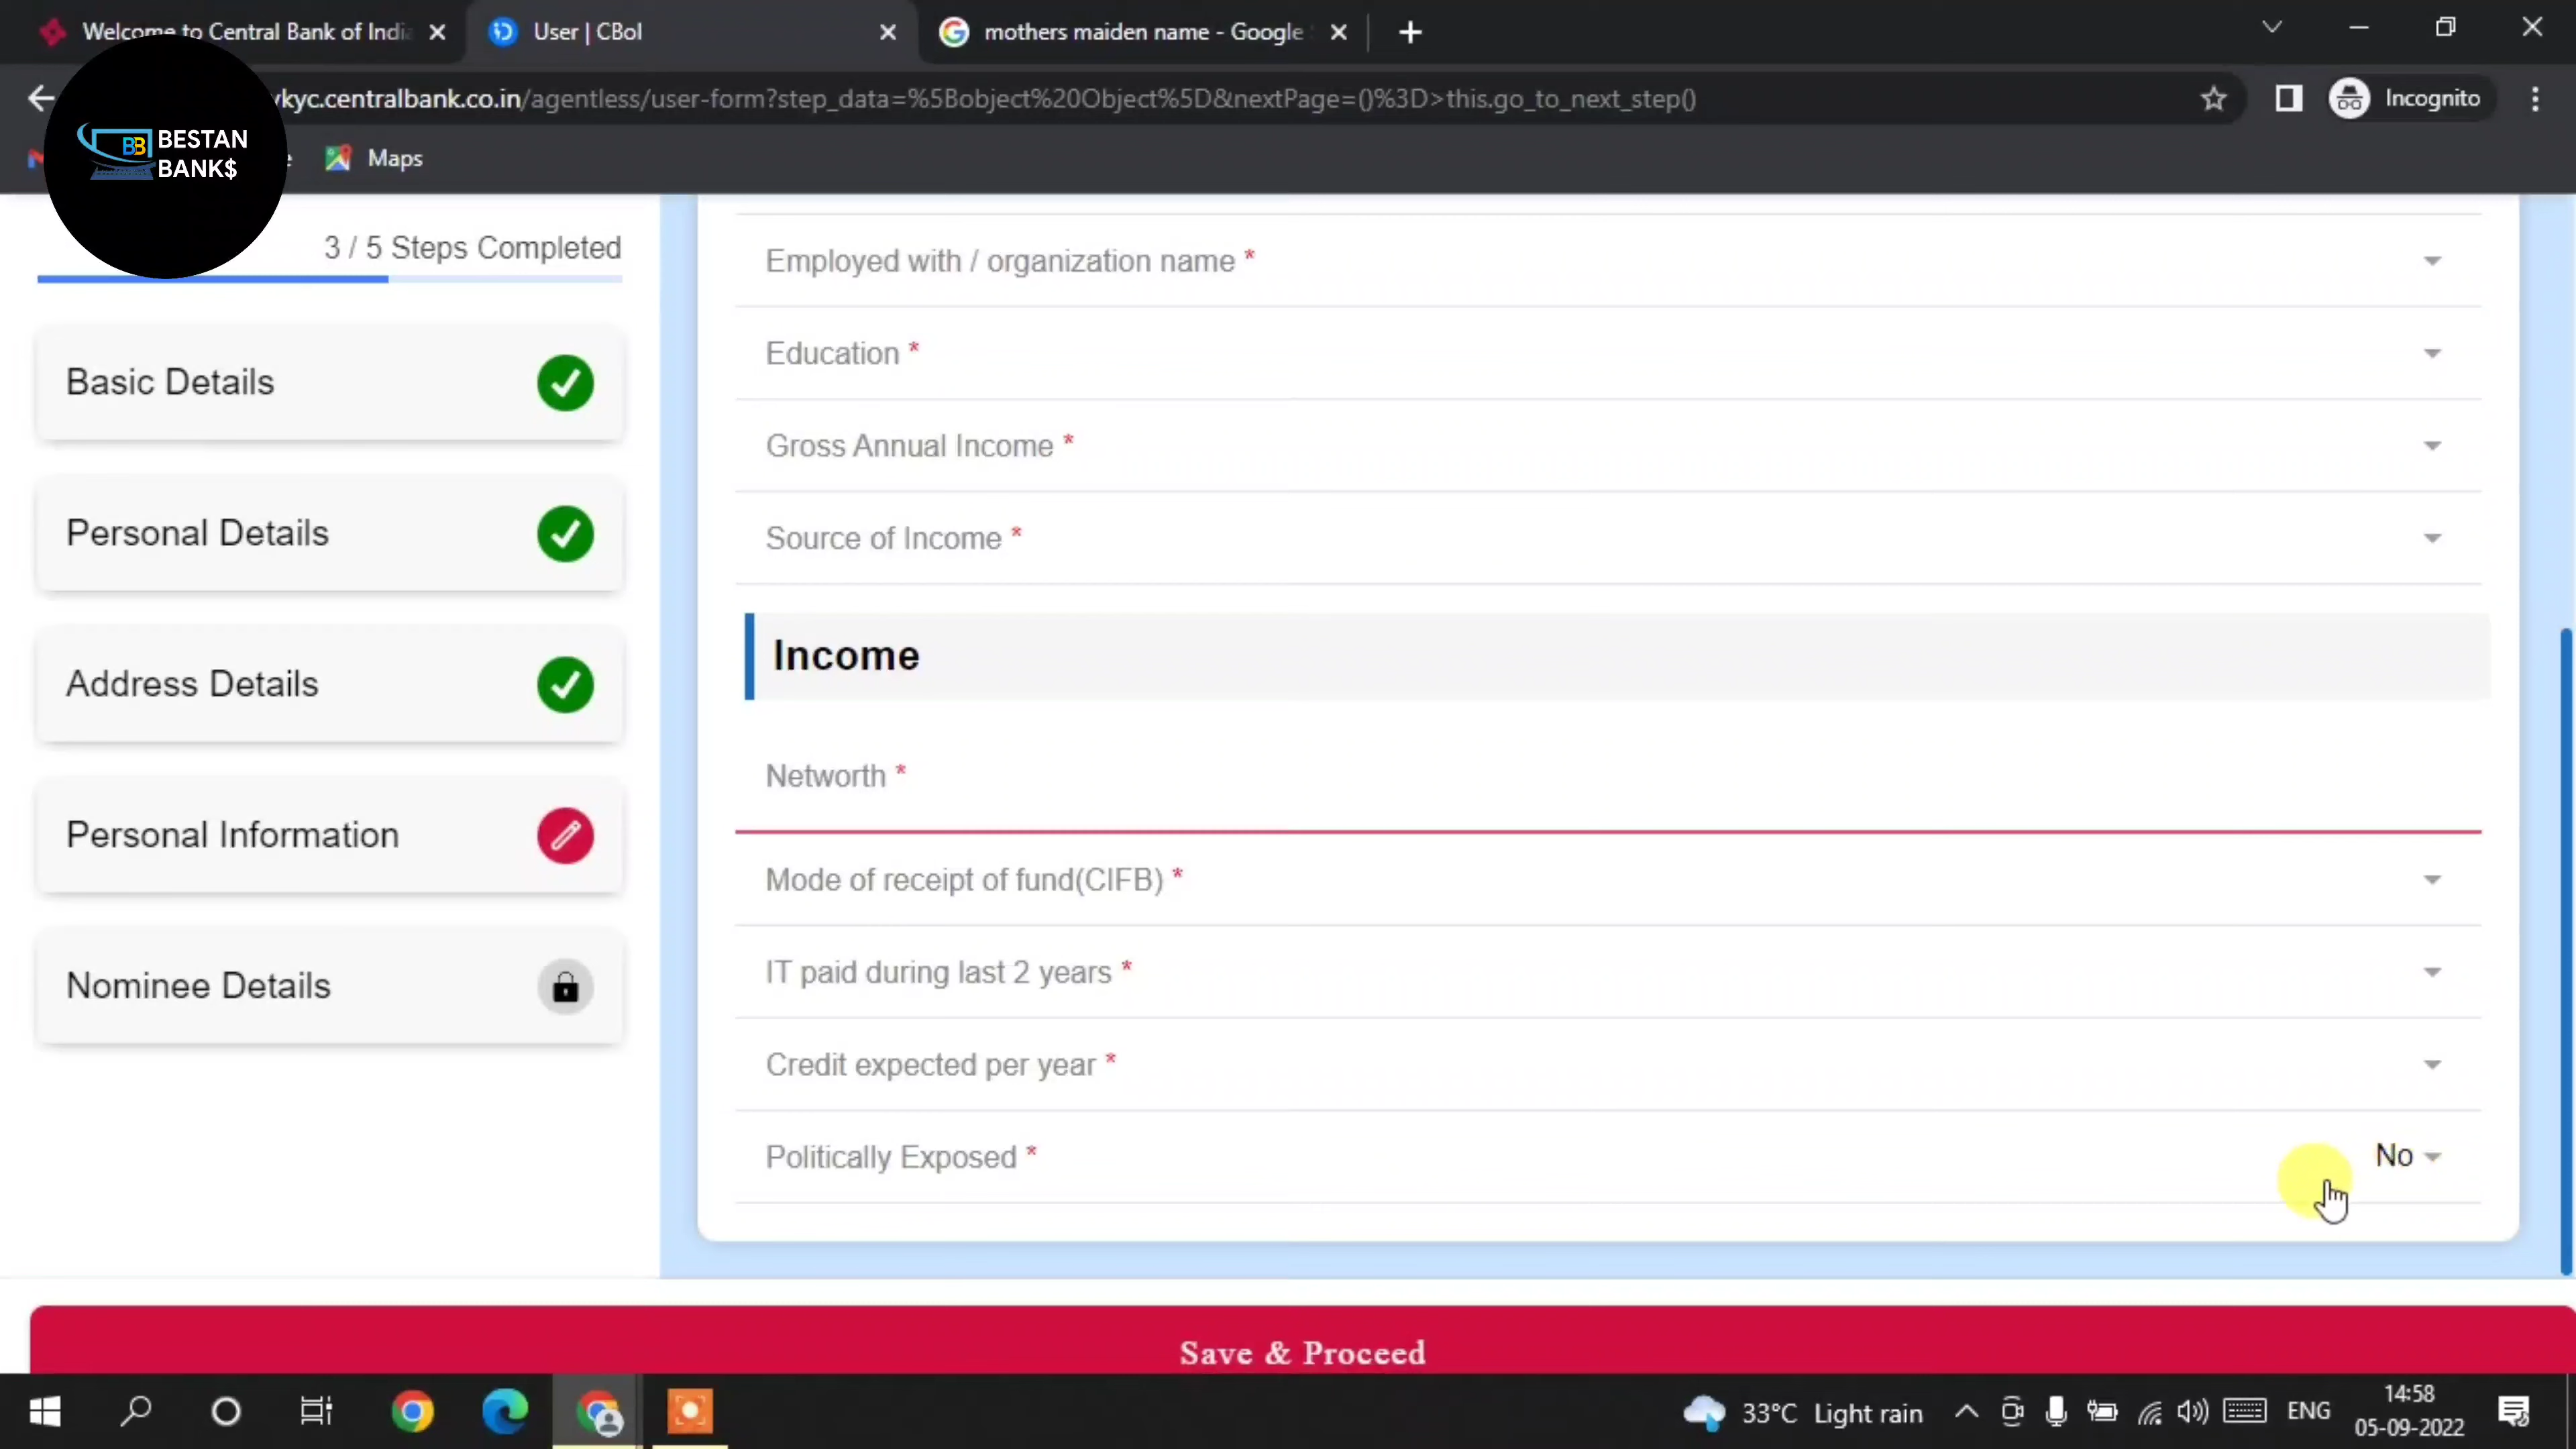 Welcome to Central Bank of India
User | CBoI
mothers maiden name - Google
vkyc.centralbank.co.in/agentless/user-form?step_data=%5Bobject%20Object%5D&nextPage=()%3D>this.go_to_next_step()
Incognito
BB BESTAN
BANK$
Maps
3 / 5 Steps Completed
Basic Details
Personal Details
Address Details
Personal Information
Nominee Details
Employed with / organization name *
Education *
Gross Annual Income *
Source of Income *
Income
Networth *
Mode of receipt of fund(CIFB) *
IT paid during last 2 years *
Credit expected per year *
Politically Exposed *
No
Save & Proceed
33°C Light rain
ENG
14:58
05-09-2022